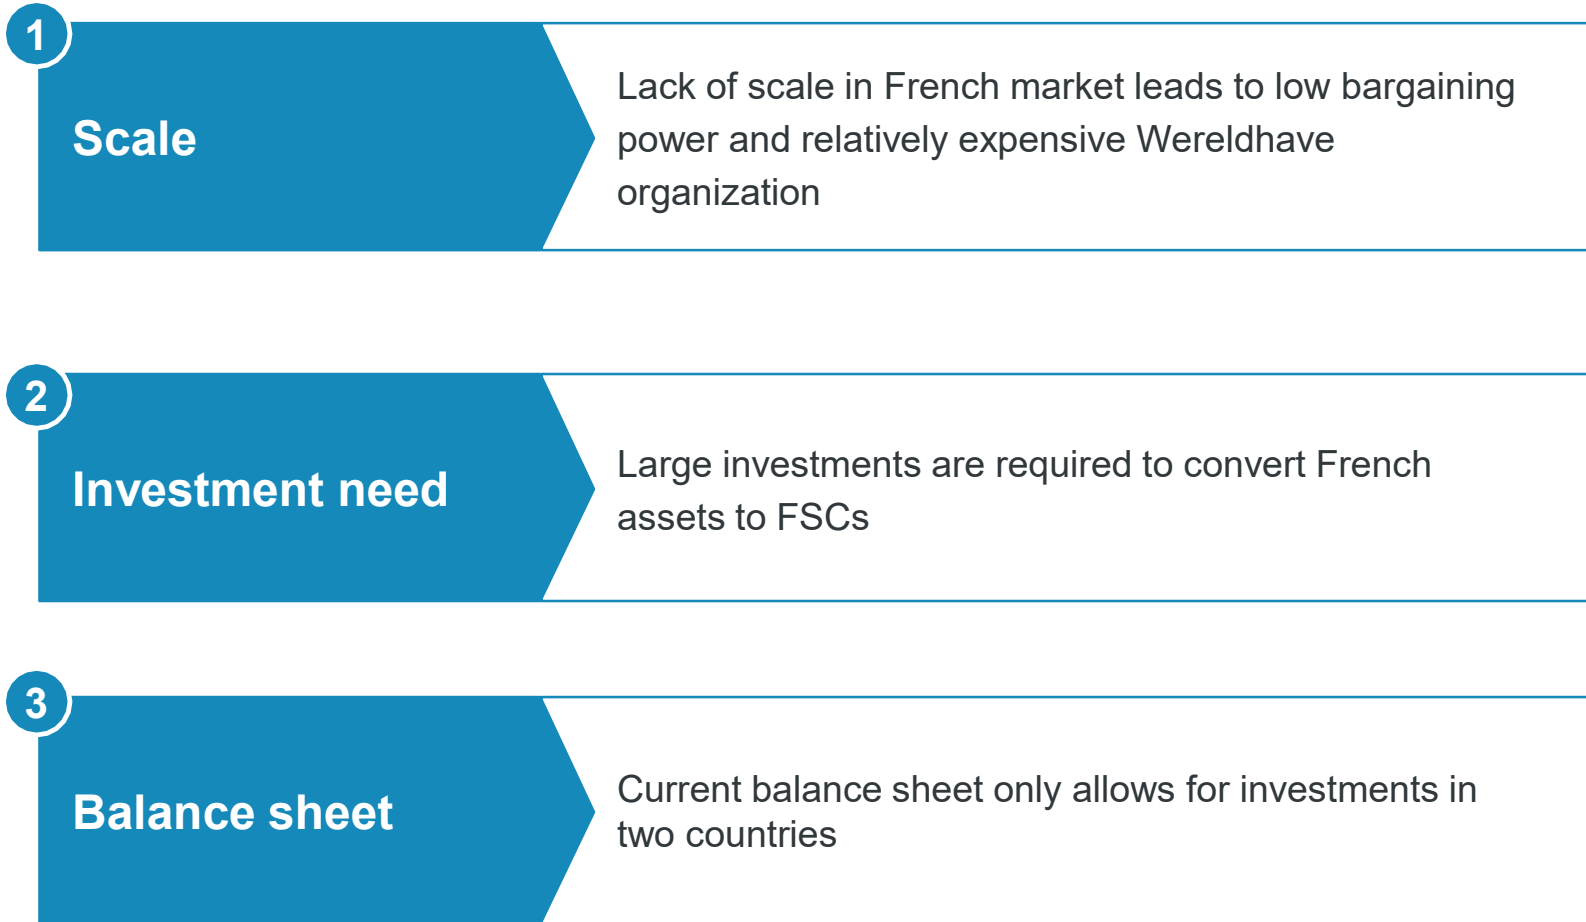 1
Scale
Lack of scale in French market leads to low bargaining
power and relatively expensive Wereldhave
organization
2
Investment need
Large investments are required to convert French
assets to FSCs
3
Balance sheet
Current balance sheet only allows for investments in
two countries